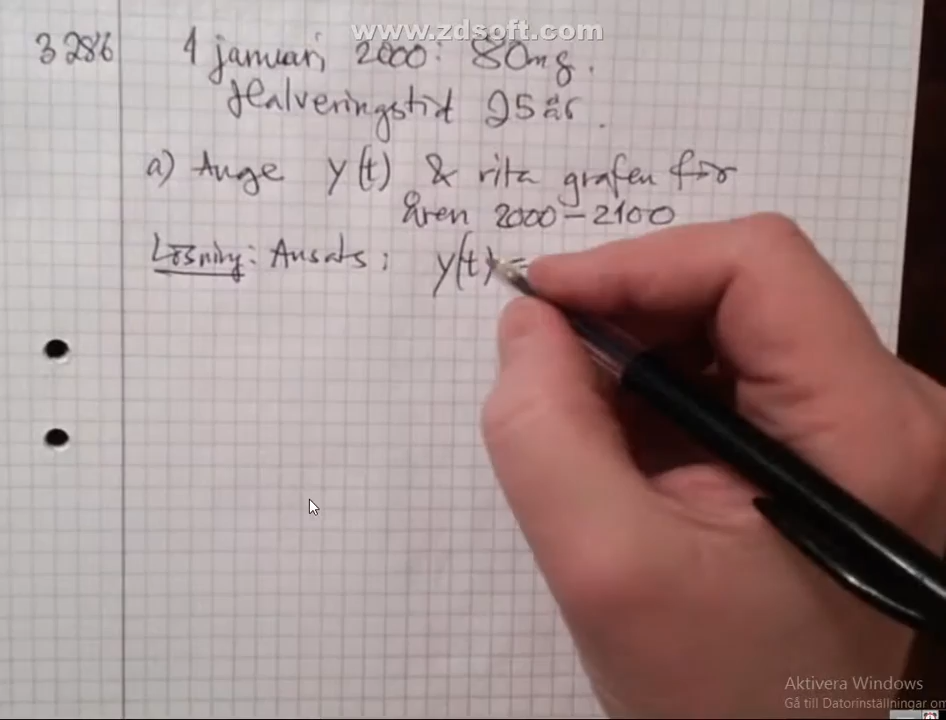 www.zdsoft.com
3286 1 januari 2000: 80mg.
Halveringstid 25 år.
a) Ange y(t) & rita grafen för
åren 2000–2100
Lösning: Ansats: y(t) =
Aktivera Windows
Gå till Datorinställningar